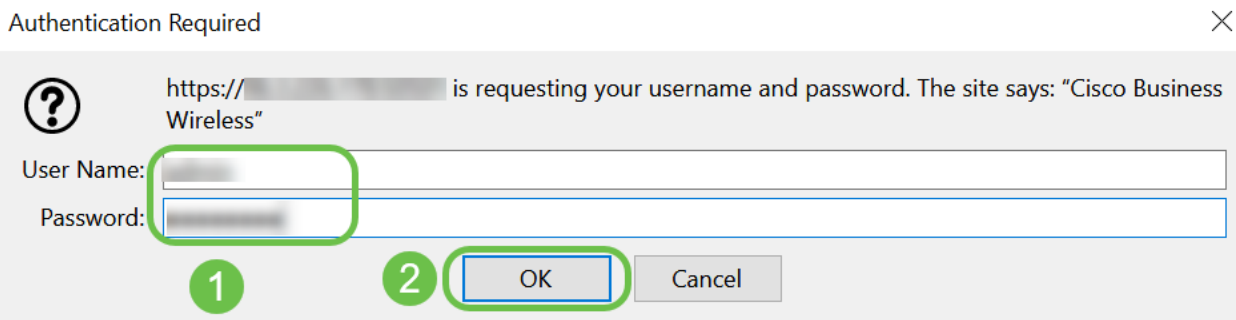 Authentication Required
https:// is requesting your username and password. The site says: “Cisco Business
Wireless”
User Name:
Password:
1
2
OK
Cancel